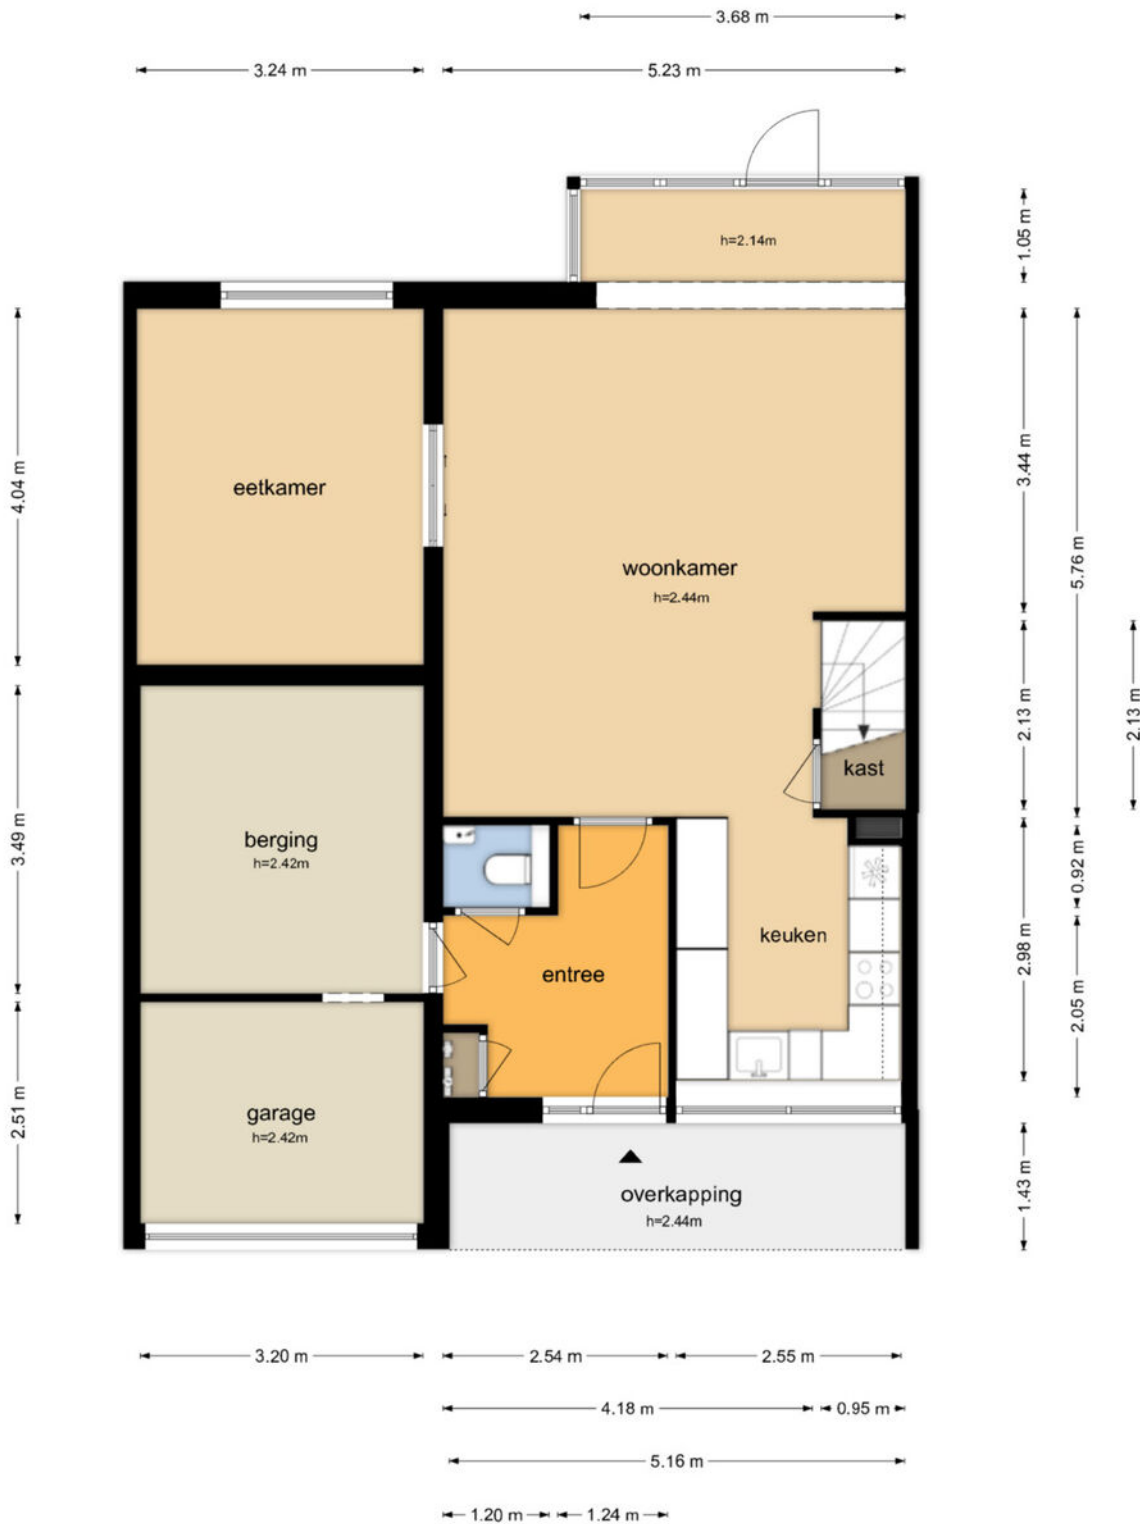 3.68 m
3.24 m
5.23 m
h=2.14m
1.05 m
4.04 m
eetkamer
woonkamer
h=2.44m
3.44 m
5.76 m
2.13 m
2.13 m
kast
3.49 m
berging
h=2.42m
keuken
entree
0.92 m
2.98 m
2.05 m
2.51 m
garage
h=2.42m
overkapping
h=2.44m
1.43 m
3.20 m
2.54 m
2.55 m
4.18 m
0.95 m
5.16 m
1.20 m
1.24 m